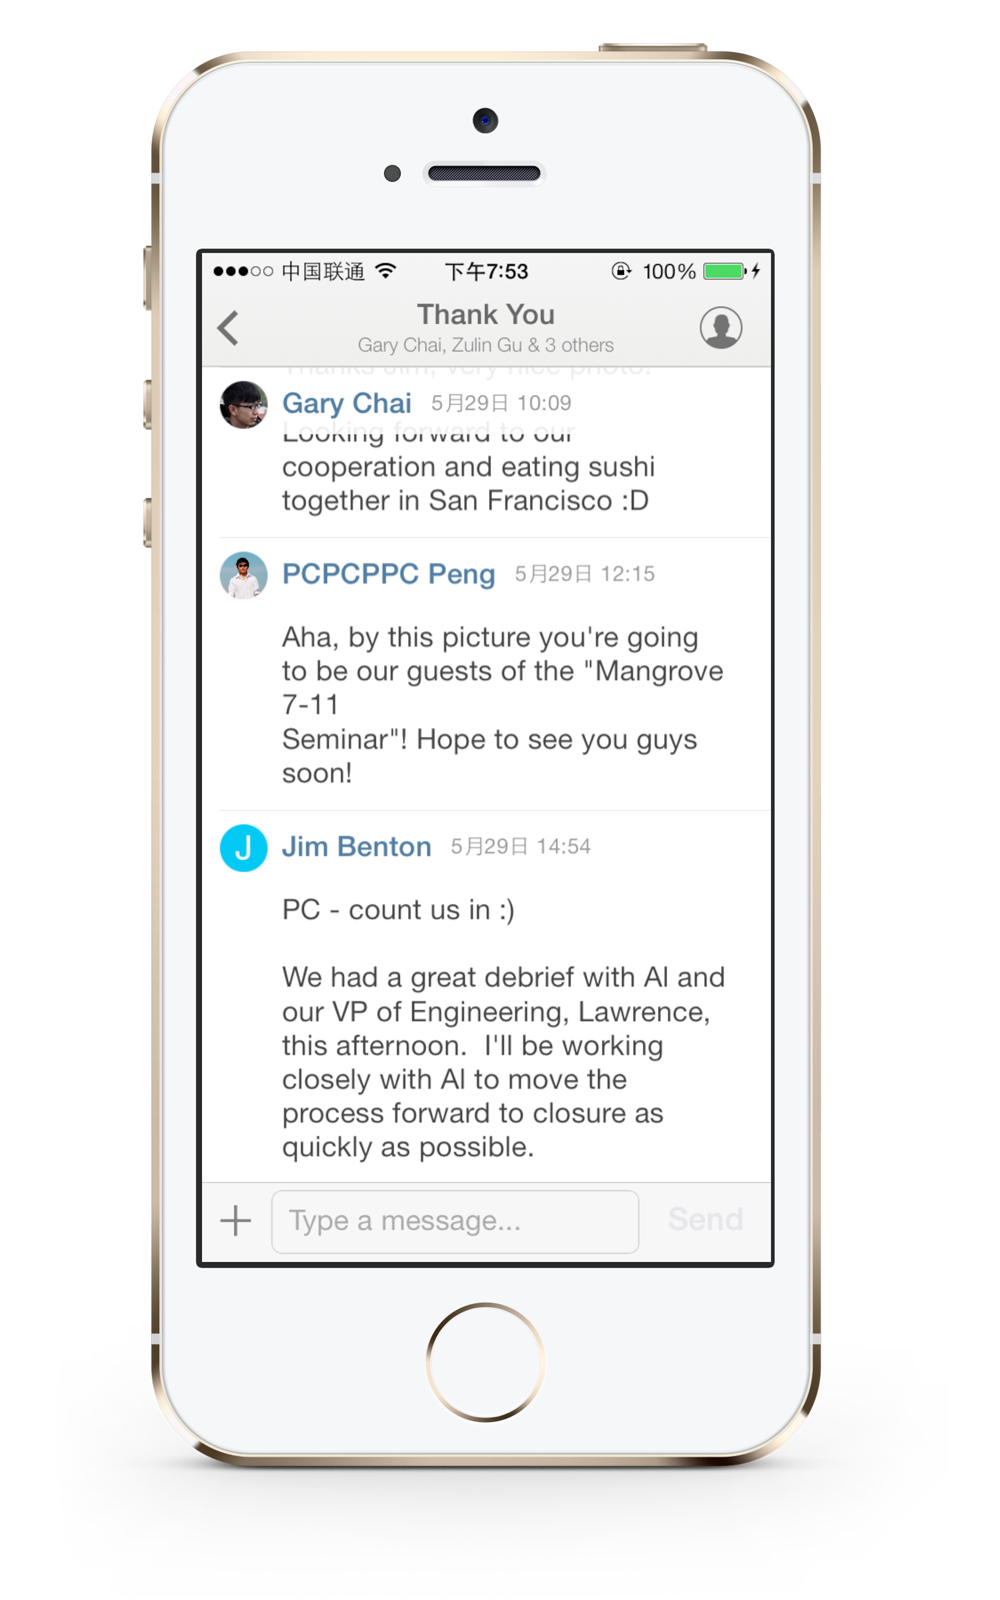 中国联通 下午7:53 100%
Thank You
Gary Chai, Zulin Gu & 3 others
Thanks Jim, very nice photo!
Gary Chai 5月29日 10:09
Looking forward to our
cooperation and eating sushi
together in San Francisco :D
PCPCPPC Peng 5月29日 12:15
Aha, by this picture you're going
to be our guests of the "Mangrove
7-11
Seminar"! Hope to see you guys
soon!
J
Jim Benton 5月29日 14:54
PC - count us in :)
We had a great debrief with Al and
our VP of Engineering, Lawrence,
this afternoon.  I'll be working
closely with Al to move the
process forward to closure as
quickly as possible.
Type a message... Send